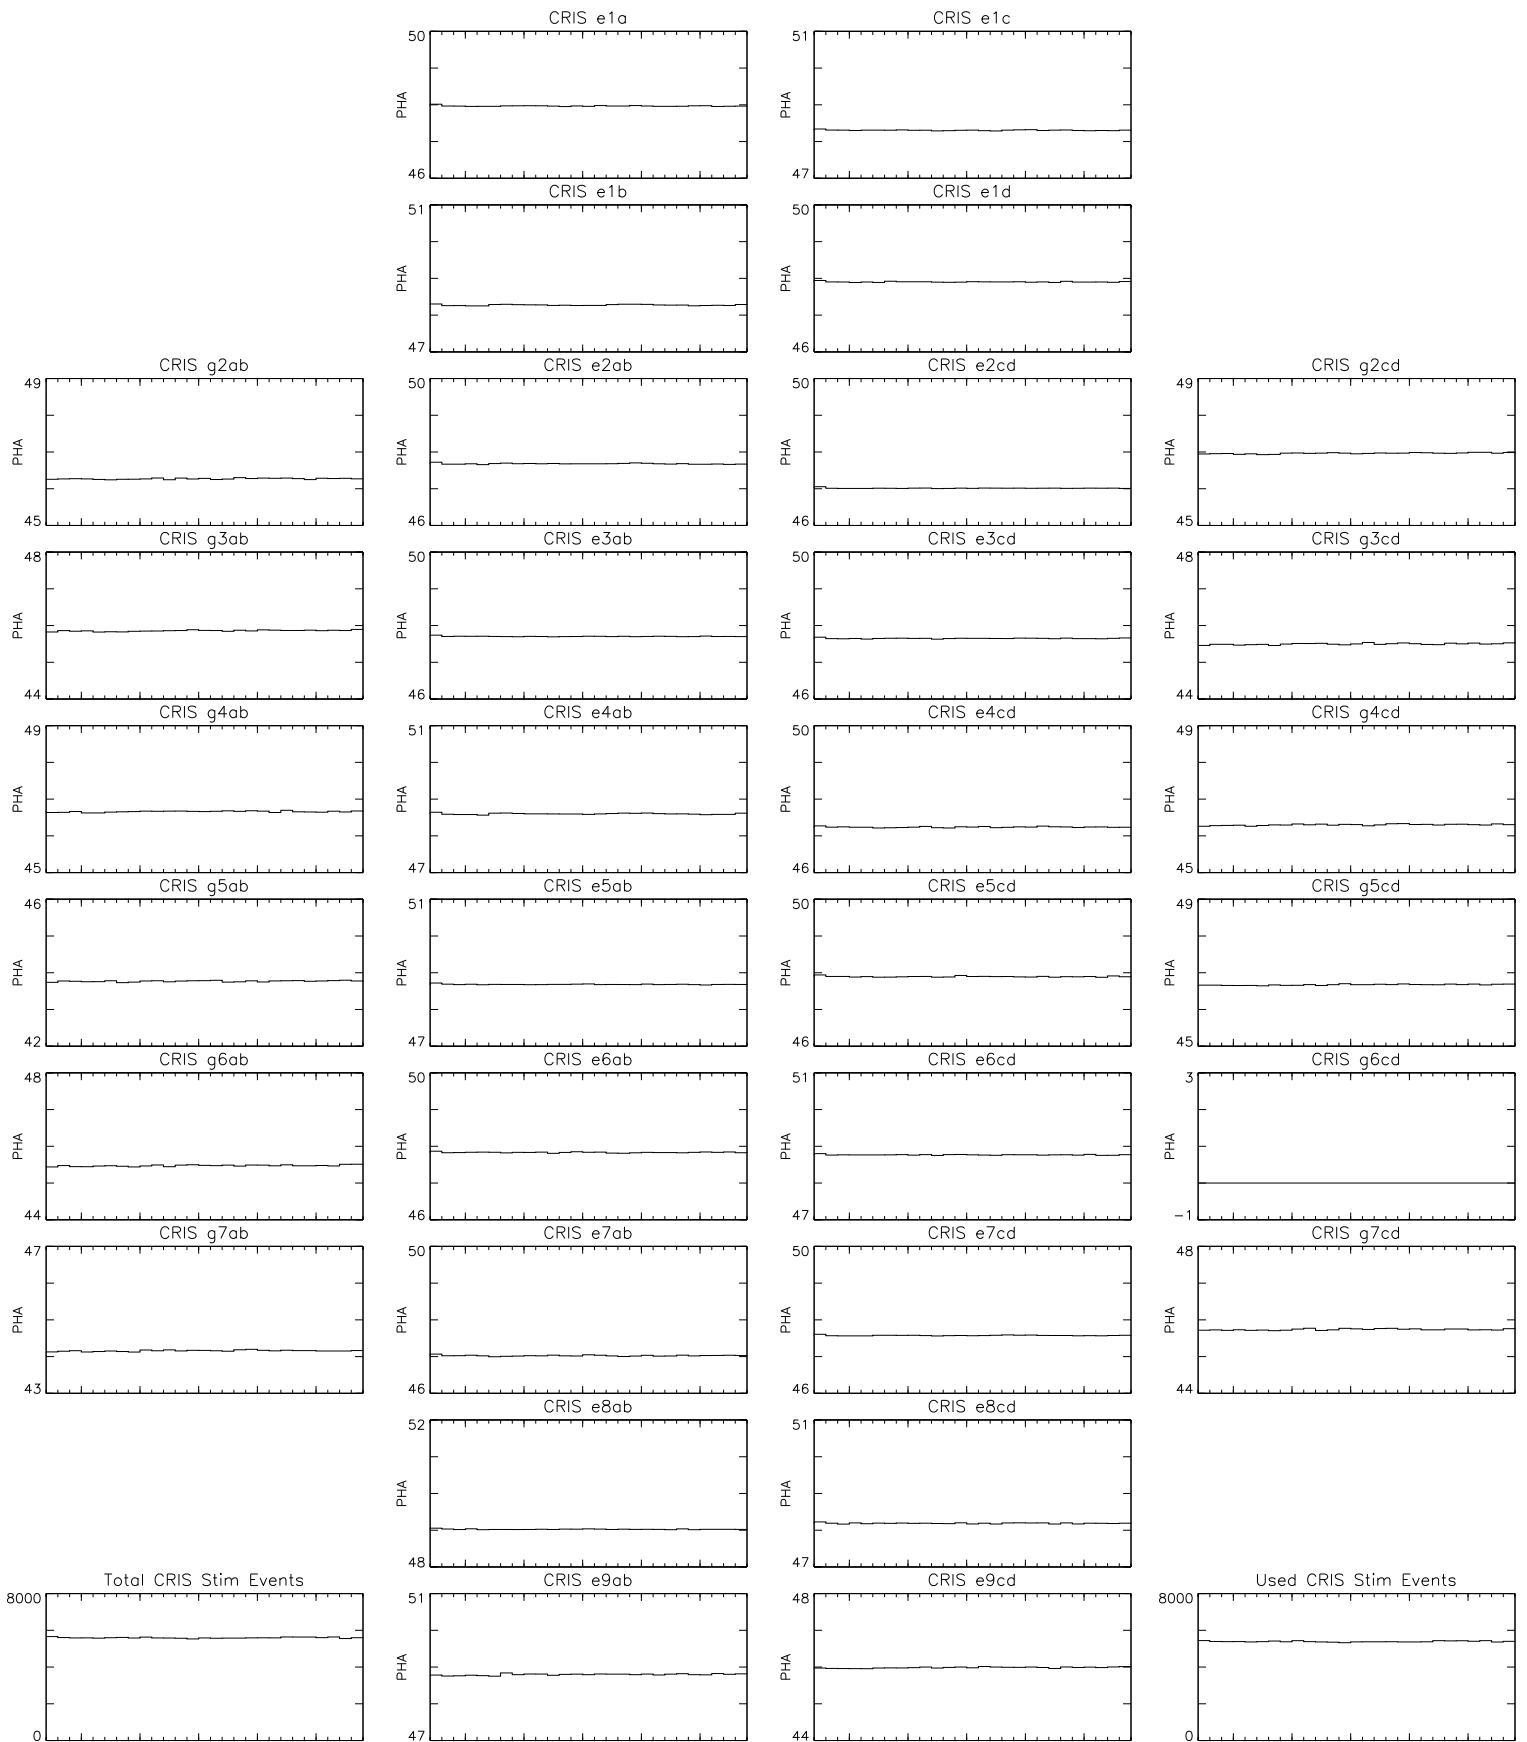 CRIS e1a CRIS e1c
50 51
PHA PHA
46 47
CRIS e1b CRIS e1d
51 50
PHA PHA
47 46
CRIS g2ab CRIS e2ab CRIS e2cd CRIS g2cd
49 50 50 49
PHA PHA PHA PHA
45 46 46 45
CRIS g3ab CRIS e3ab CRIS e3cd CRIS g3cd
48 50 50 48
PHA PHA PHA PHA
44 46 46 44
CRIS g4ab CRIS e4ab CRIS e4cd CRIS g4cd
49 51 50 49
PHA PHA PHA PHA
45 47 46 45
CRIS g5ab CRIS e5ab CRIS e5cd CRIS g5cd
46 51 50 49
PHA PHA PHA PHA
42 47 46 45
CRIS g6ab CRIS e6ab CRIS e6cd CRIS g6cd
48 50 51 3
PHA PHA PHA PHA
44 46 47 -1
CRIS g7ab CRIS e7ab CRIS e7cd CRIS g7cd
47 50 50 48
PHA PHA PHA PHA
43 46 46 44
CRIS e8ab CRIS e8cd
52 51
PHA PHA
48 47
Total CRIS Stim Events CRIS e9ab CRIS e9cd Used CRIS Stim Events
8000 51 48 8000
PHA PHA
0 47 44 0